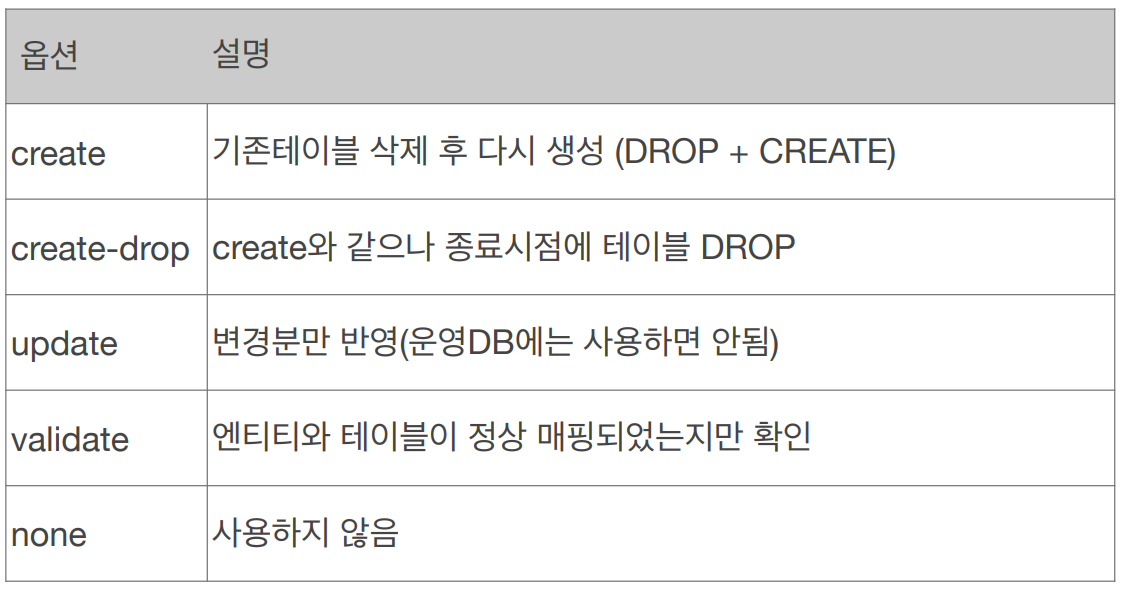 옵션 설명
create 기존테이블 삭제 후 다시 생성 (DROP + CREATE)
create-drop create와 같으나 종료시점에 테이블 DROP
update 변경분만 반영(운영DB에는 사용하면 안됨)
validate 엔티티와 테이블이 정상 매핑되었는지만 확인
none 사용하지 않음